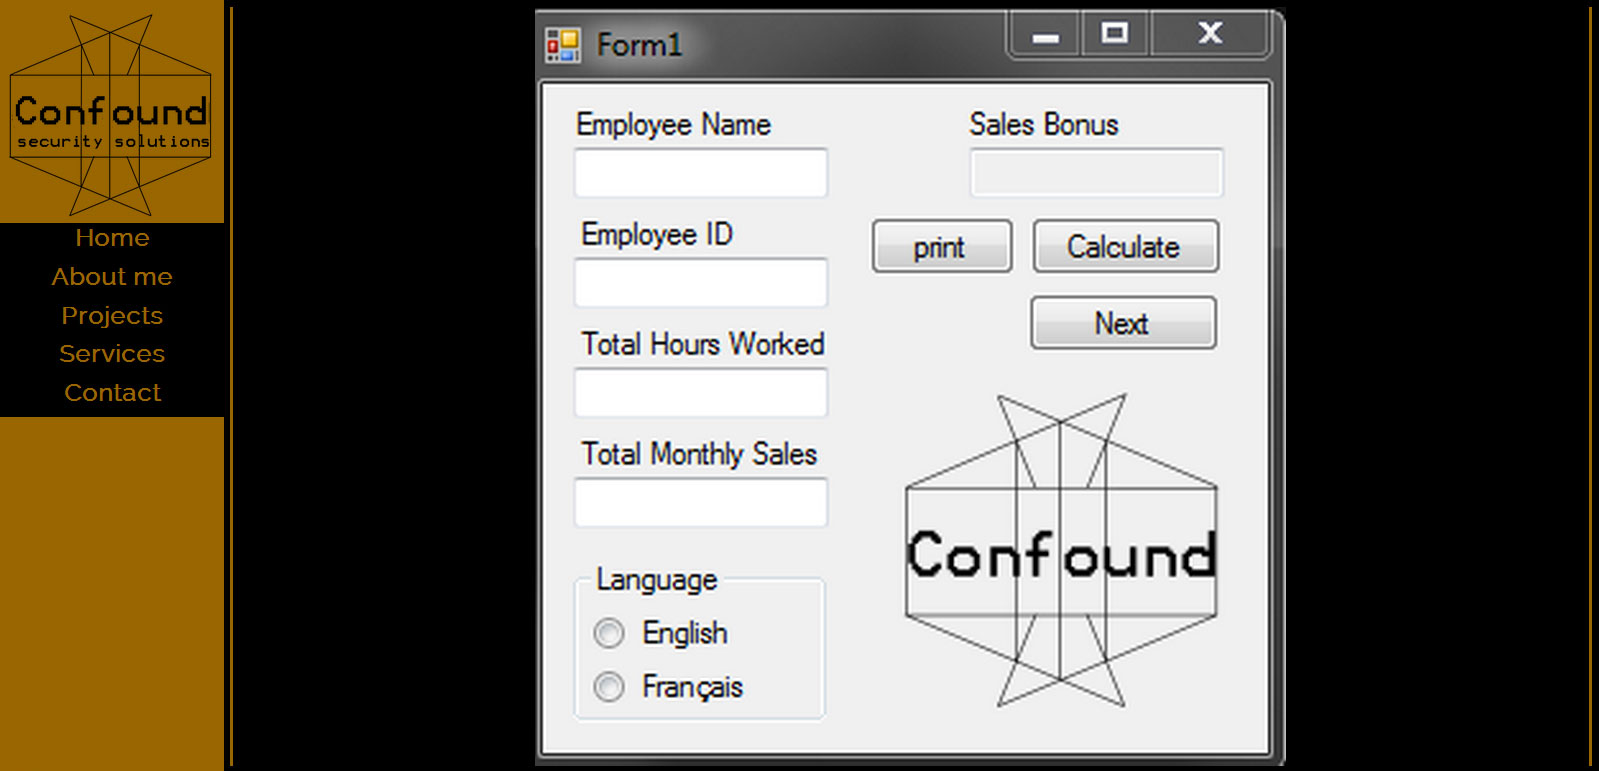 Confound
security solutions
Home
About me
Projects
Services
Contact
Form1
Employee Name
Sales Bonus
Employee ID
print
Calculate
Next
Total Hours Worked
Total Monthly Sales
Language
English
Français
Confound